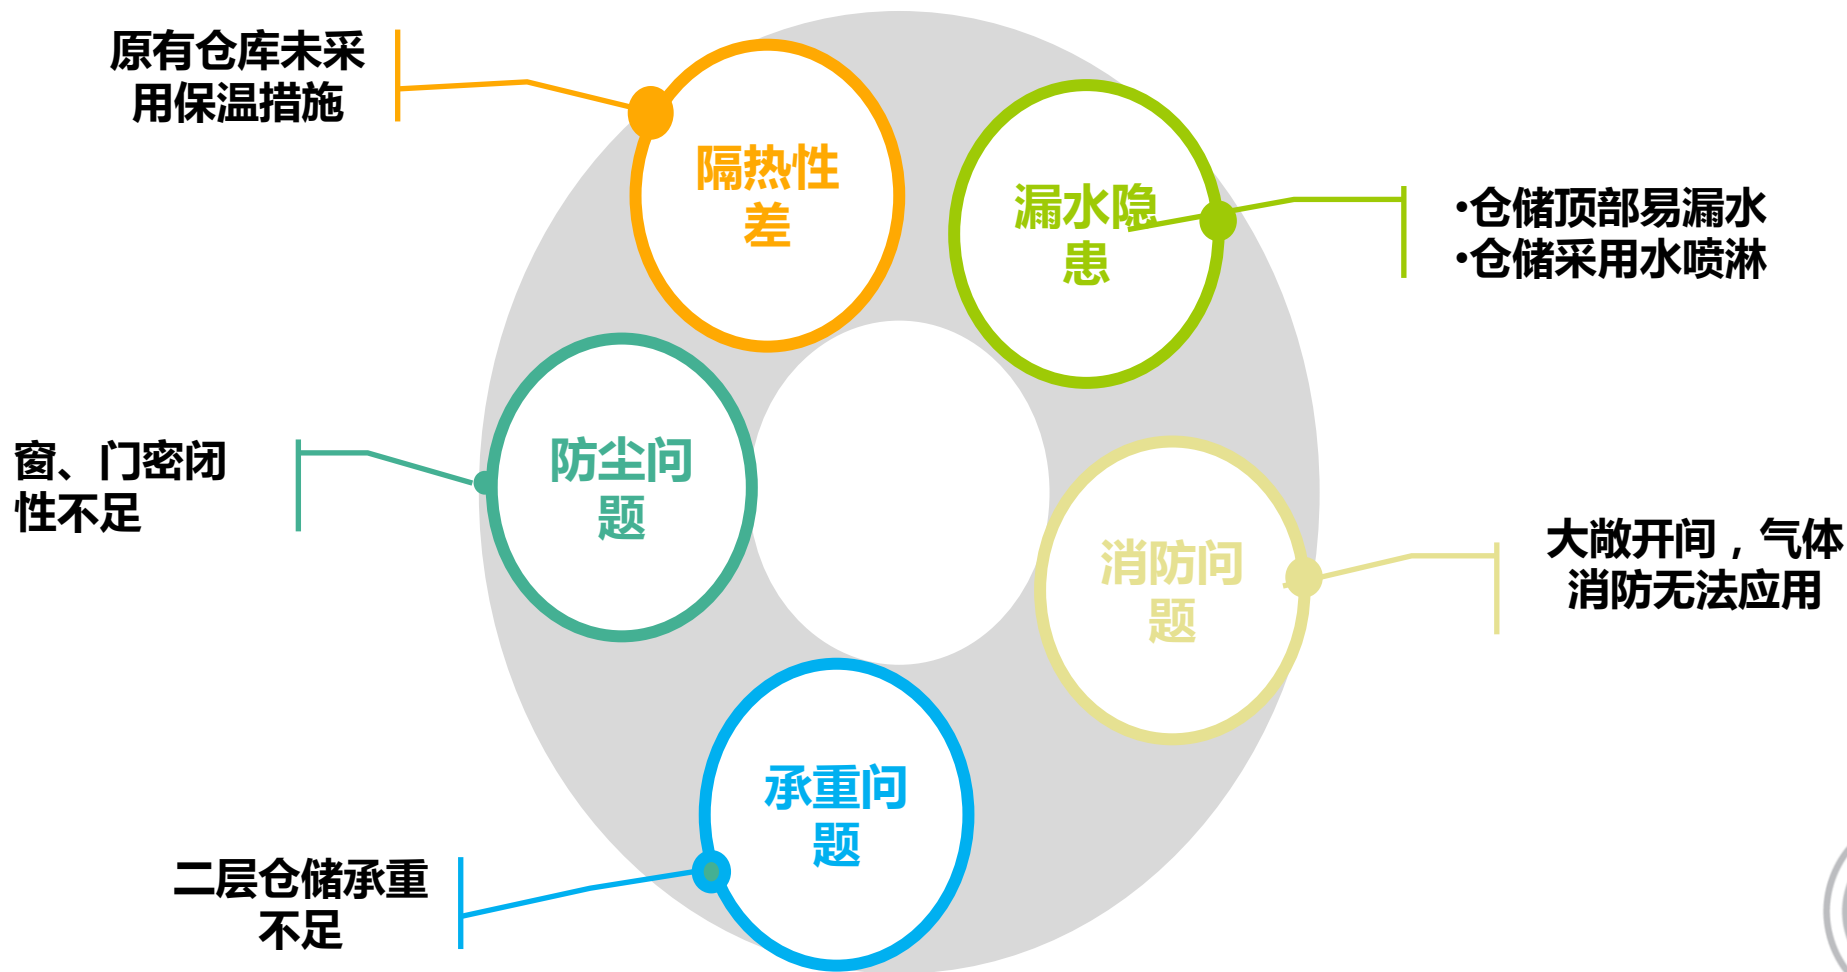 原有仓库未采
用保温措施
隔热性
差
漏水隐
患
•仓储顶部易漏水
•仓储采用水喷淋
窗、门密闭
性不足
防尘问
题
消防问
题
大敞开间，气体
消防无法应用
承重问
题
二层仓储承重
不足